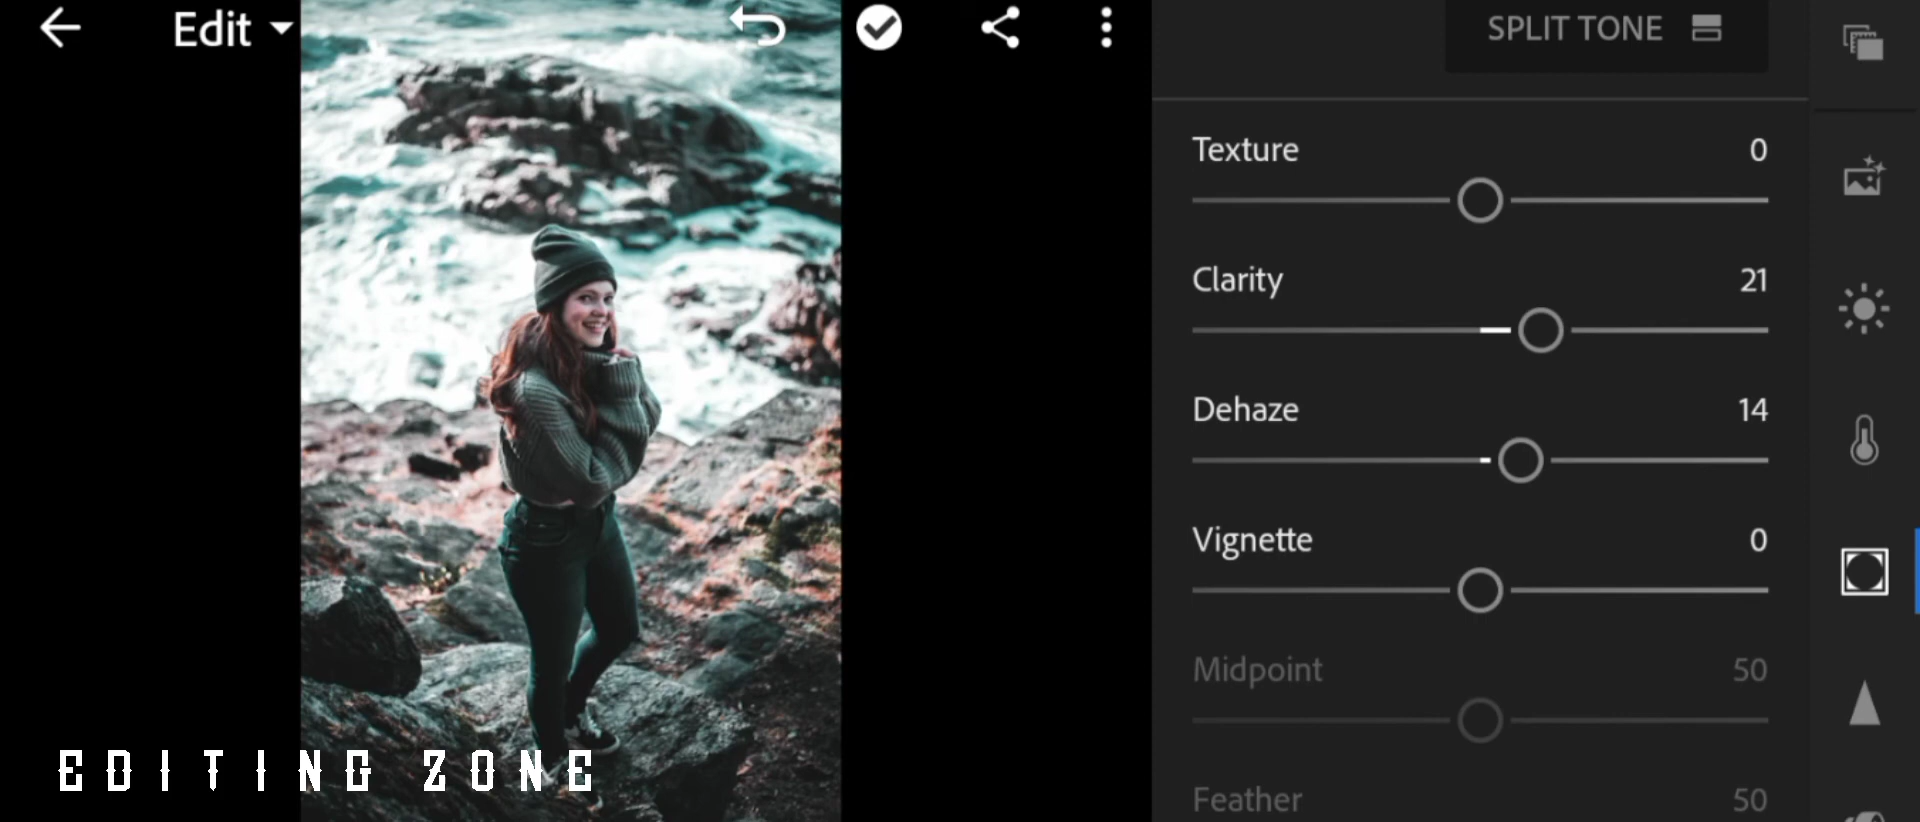 Edit
SPLIT TONE
Texture 0
Clarity 21
Dehaze 14
Vignette 0
Midpoint 50
Feather 50
EDITING ZONE